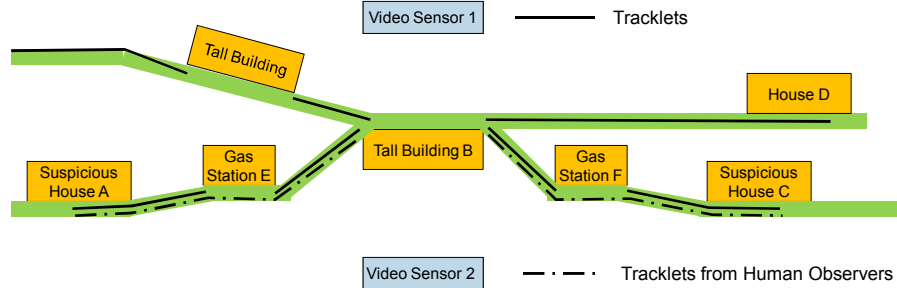 Video Sensor 1
Tracklets
Tall Building
House D
Tall Building B
Gas
Station E
Gas
Station F
Suspicious
House A
Suspicious
House C
Video Sensor 2
Tracklets from Human Observers